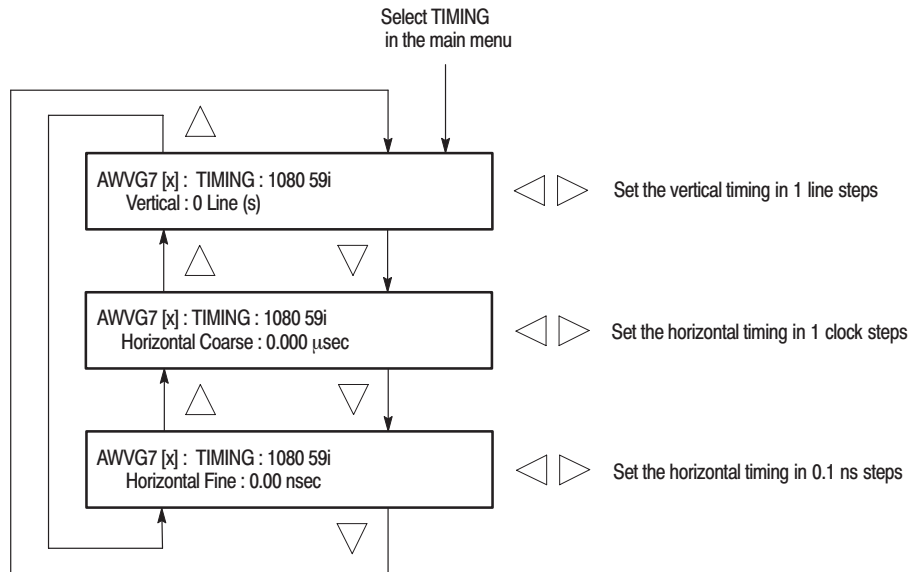 Select TIMING
in the main menu
AWVG7 [x] : TIMING : 1080 59i
Vertical : 0 Line (s)
Set the vertical timing in 1 line steps
AWVG7 [x] : TIMING : 1080 59i
Horizontal Coarse : 0.000 μsec
Set the horizontal timing in 1 clock steps
AWVG7 [x] : TIMING : 1080 59i
Horizontal Fine : 0.00 nsec
Set the horizontal timing in 0.1 ns steps